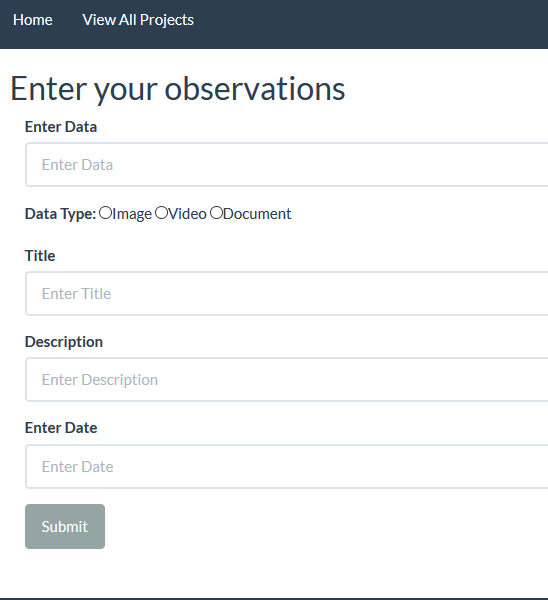 Home View All Projects
Enter your observations
Enter Data
Enter Data
Data Type: Image Video Document
Title
Enter Title
Description
Enter Description
Enter Date
Enter Date
Submit